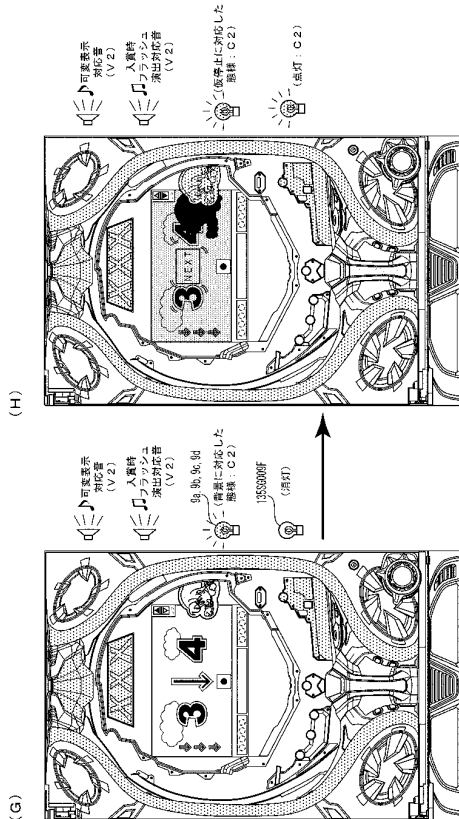 (G)
3
4
♪可変表示
対応音
(V2)
♫入賞時
フラッシュ
演出対応音
(V2)
9a,9b,9c,9d
(背景に対応した
態様:C2)
135SG009F
(消灯)
(H)
3
NEXT
4
♪可変表示
対応音
(V2)
♫入賞時
フラッシュ
演出対応音
(V2)
(仮停止に対応した
態様:C2)
(点灯:C2)